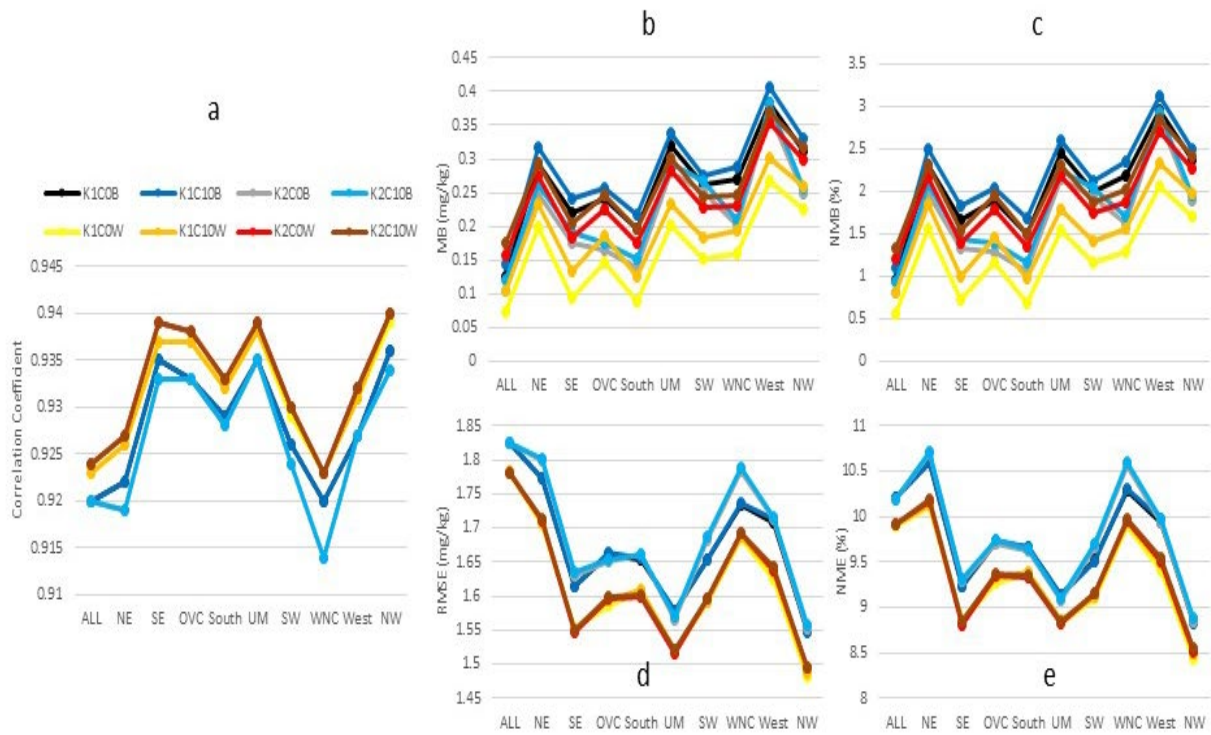 a
K1C0B K1C10B K2C0B K2C10B
K1C0W K1C10W K2C0W K2C10W
Correlation Coefficient
0.945
0.94
0.935
0.93
0.925
0.92
0.915
0.91
ALL NE SE OVC South UM SW WNC West NW
b
MB (mg/kg)
0.45
0.4
0.35
0.3
0.25
0.2
0.15
0.1
0.05
0
ALL NE SE OVC South UM SW WNC West NW
c
NMB (%)
3.5
3
2.5
2
1.5
1
0.5
0
ALL NE SE OVC South UM SW WNC West NW
RMSE (mg/kg)
1.85
1.8
1.75
1.7
1.65
1.6
1.55
1.5
1.45
d
ALL NE SE OVC South UM SW WNC West NW
NME (%)
11
10.5
10
9.5
9
8.5
8
e
ALL NE SE OVC South UM SW WNC West NW